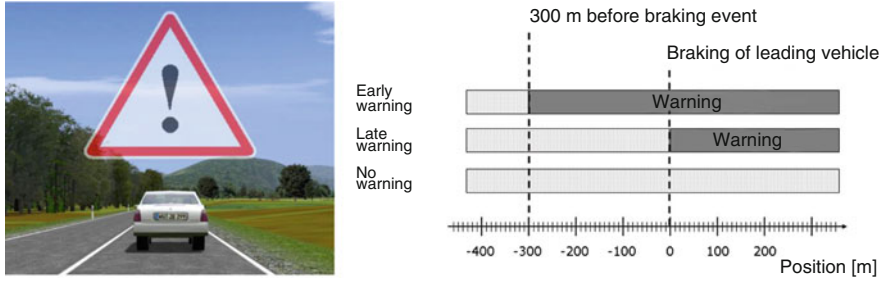 300 m before braking event
Braking of leading vehicle
Early
warning
Warning
Late
warning
Warning
No
warning
-400 -300 -200 -100 0 100 200
Position [m]